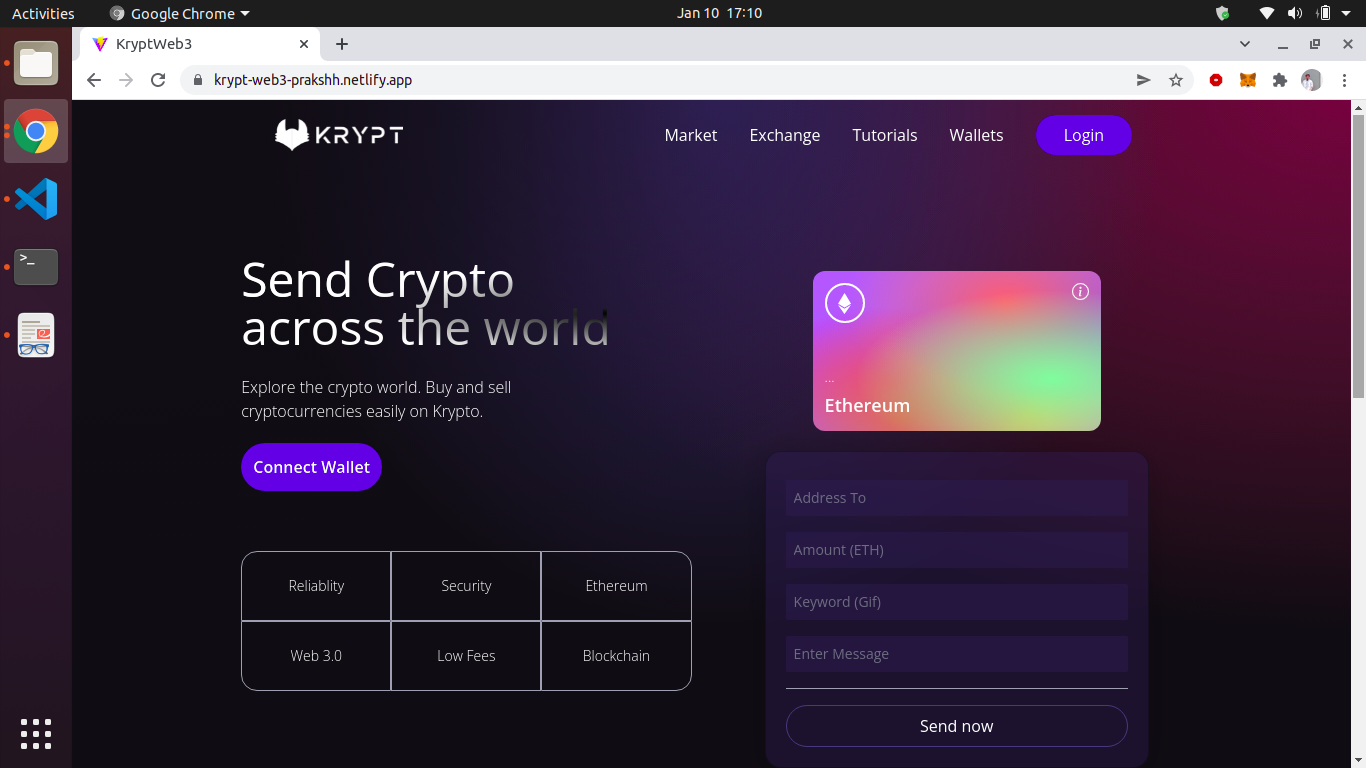 Activities
Google Chrome
Jan 10 17:10
KryptWeb3
krypt-web3-prakshh.netlify.app
KRYPT
Market
Exchange
Tutorials
Wallets
Login
Send Crypto
across the world
Explore the crypto world. Buy and sell
cryptocurrencies easily on Krypto.
Connect Wallet
Reliablity
Security
Ethereum
Web 3.0
Low Fees
Blockchain
...
Ethereum
Address To
Amount (ETH)
Keyword (Gif)
Enter Message
Send now